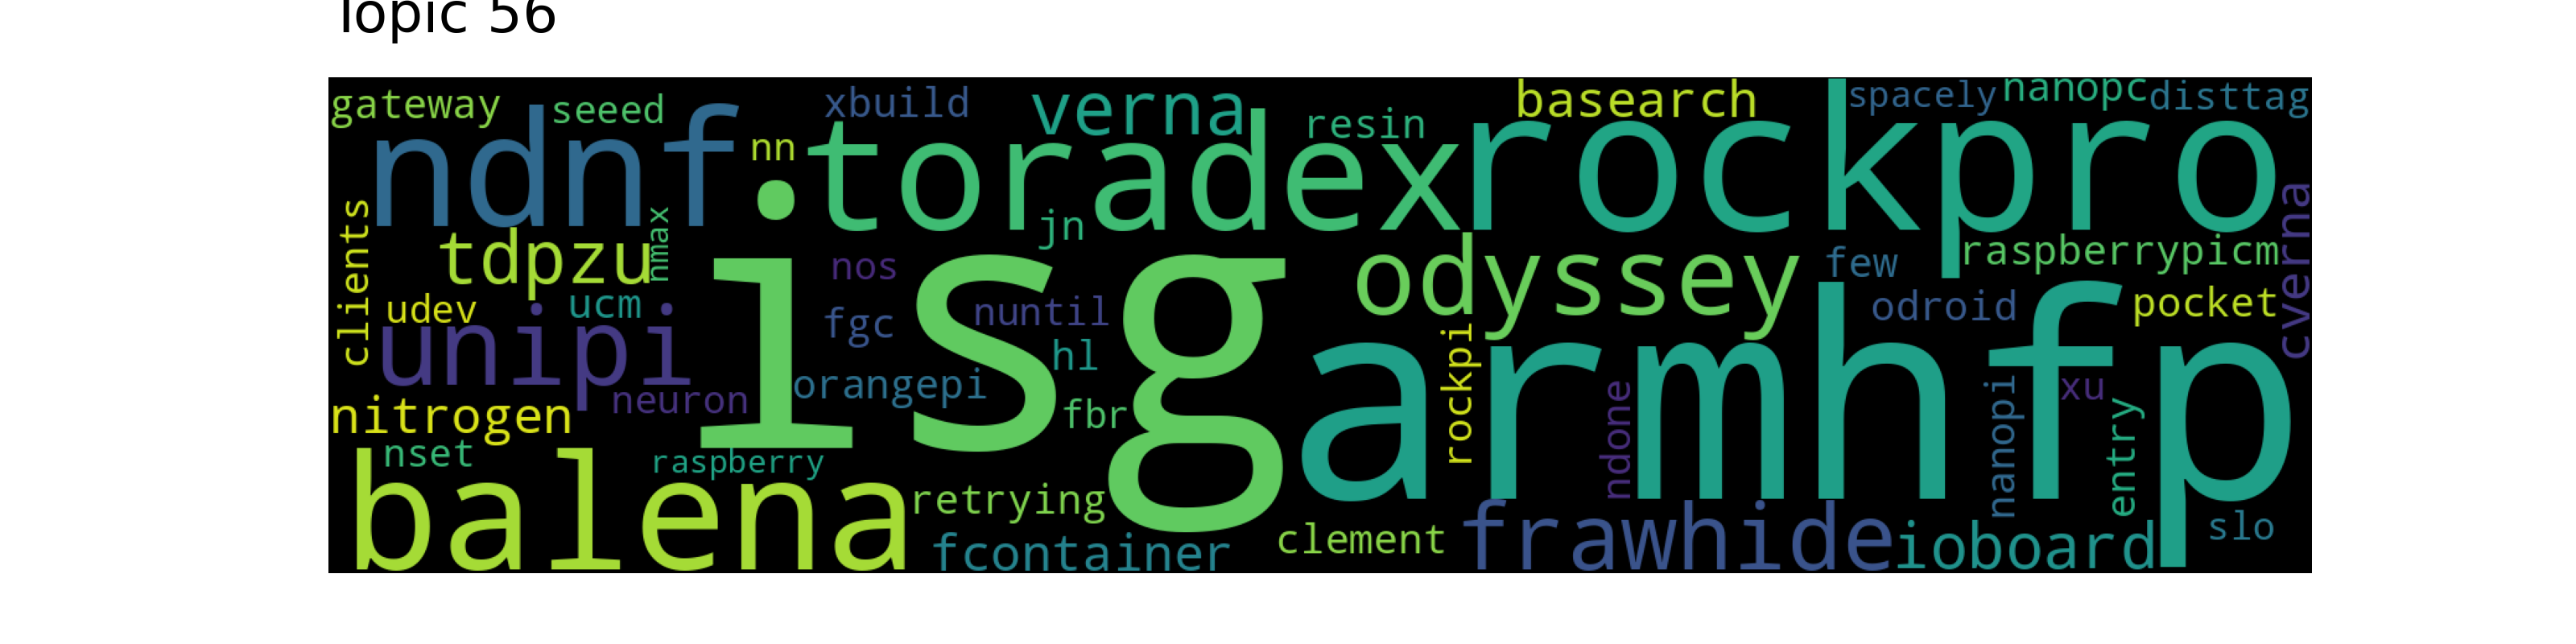 Topic 56
gateway seeed xbuild verna resin basearch spacely nanopc disttag
ndnf nn toradex rockpro
clients nmax jn cverna
tdpzu nos odyssey few raspberrypicm
udev ucm isg nuntil odroid pocket
unipi fgc hl rockpi armhfp
neuron orangepi fbr ndone nanopi xu entry
nitrogen
nset raspberry
balena retrying
fcontainer clement frawhide ioboard slo